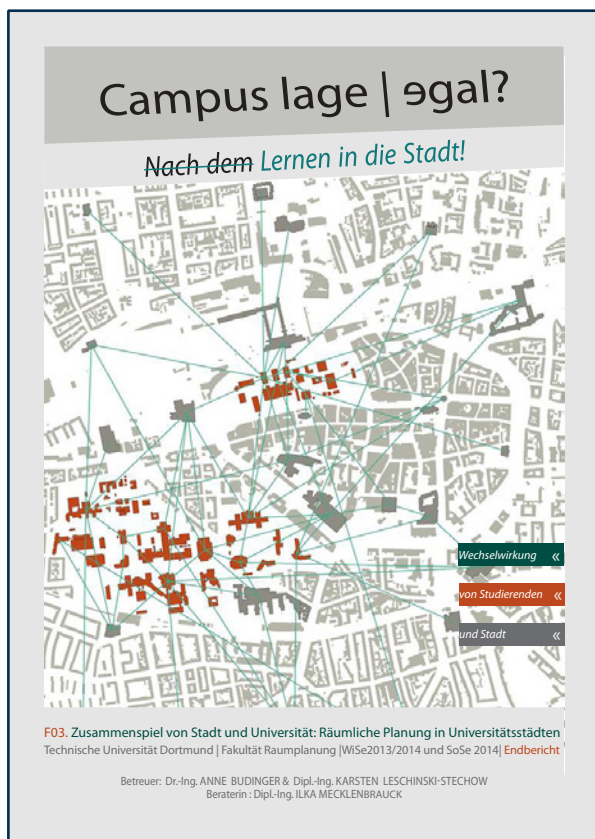 Campus lage | egal?
Nach dem Lernen in die Stadt!
Wechselwirkung «
von Studierenden «
und Stadt «
F03. Zusammenspiel von Stadt und Universität: Räumliche Planung in Universitätsstädten
Technische Universität Dortmund | Fakultät Raumplanung |WiSe2013/2014 und SoSe 2014| Endbericht
Betreuer: Dr.-Ing. ANNE BUDINGER & Dipl.-Ing. KARSTEN LESCHINSKI-STECHOW
Beraterin : Dipl.-Ing. ILKA MECKLENBRAUCK